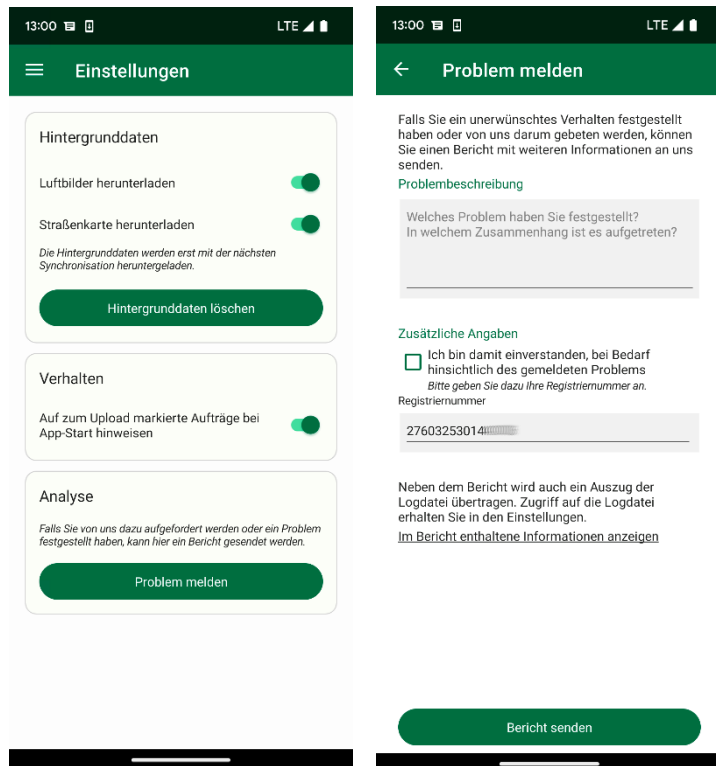 13:00
LTE
Einstellungen
Hintergrunddaten
Luftbilder herunterladen
Straßenkarte herunterladen
Die Hintergrunddaten werden erst mit der nächsten
Synchronisation heruntergeladen.
Hintergrunddaten löschen
Verhalten
Auf zum Upload markierte Aufträge bei
App-Start hinweisen
Analyse
Falls Sie von uns dazu aufgefordert werden oder ein Problem
festgestellt haben, kann hier ein Bericht gesendet werden.
Problem melden
13:00
LTE
Problem melden
Falls Sie ein unerwünschtes Verhalten festgestellt
haben oder von uns darum gebeten werden, können
Sie einen Bericht mit weiteren Informationen an uns
senden.
Problembeschreibung
Welches Problem haben Sie festgestellt?
In welchem Zusammenhang ist es aufgetreten?
Zusätzliche Angaben
Ich bin damit einverstanden, bei Bedarf
hinsichtlich des gemeldeten Problems
Bitte geben Sie dazu Ihre Registriernummer an.
Registriernummer
27603253014
Neben dem Bericht wird auch ein Auszug der
Logdatei übertragen. Zugriff auf die Logdatei
erhalten Sie in den Einstellungen.
Im Bericht enthaltene Informationen anzeigen
Bericht senden